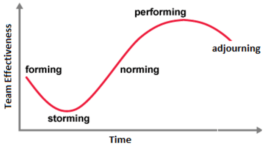 Team Effectiveness
performing
adjourning
forming
norming
storming
Time